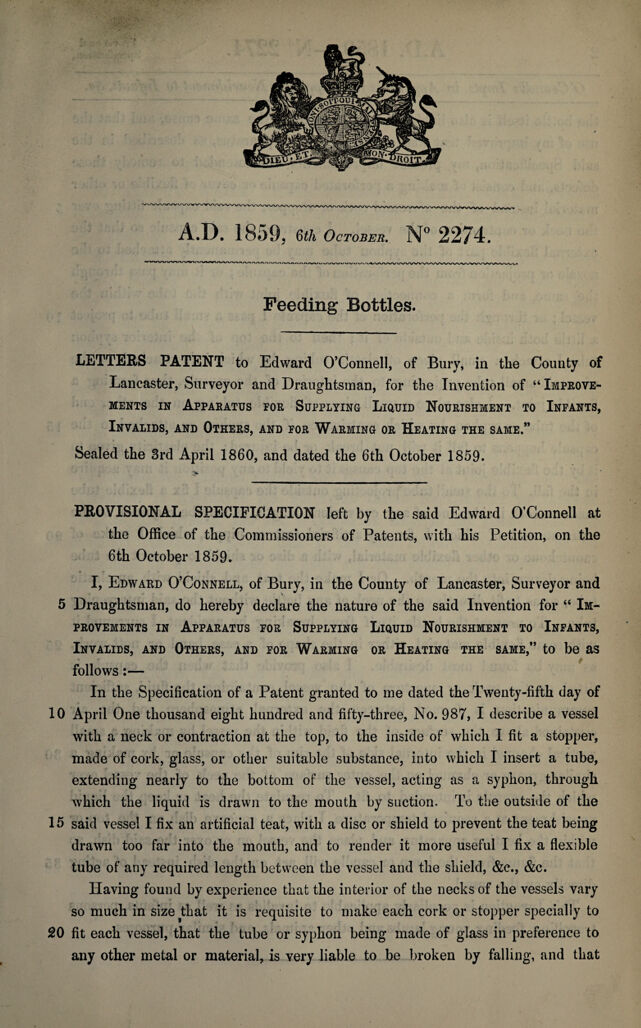 HONI·SOIT·QUI
DIEU·ET·MON·DROIT
A.D. 1859, 6th October. N° 2274.
Feeding Bottles.
LETTERS PATENT to Edward O'Connell, of Bury, in the County of
Lancaster, Surveyor and Draughtsman, for the Invention of “Improve-
ments in Apparatus for Supplying Liquid Nourishment to Infants,
Invalids, and Others, and for Warming or Heating the same.”
Sealed the 3rd April 1860, and dated the 6th October 1859.
PROVISIONAL SPECIFICATION left by the said Edward O'Connell at
the Office of the Commissioners of Patents, with his Petition, on the
6th October 1859.
I, Edward O'Connell, of Bury, in the County of Lancaster, Surveyor and
5 Draughtsman, do hereby declare the nature of the said Invention for “Im-
provements in Apparatus for Supplying Liquid Nourishment to Infants,
Invalids, and Others, and for Warming or Heating the same,” to be as
follows :—
In the Specification of a Patent granted to me dated the Twenty-fifth day of
10 April One thousand eight hundred and fifty-three, No. 987, I describe a vessel
with a neck or contraction at the top, to the inside of which I fit a stopper,
made of cork, glass, or other suitable substance, into which I insert a tube,
extending nearly to the bottom of the vessel, acting as a syphon, through
which the liquid is drawn to the mouth by suction. To the outside of the
15 said vessel I fix an artificial teat, with a disc or shield to prevent the teat being
drawn too far into the mouth, and to render it more useful I fix a flexible
tube of any required length between the vessel and the shield, &c., &c.
Having found by experience that the interior of the necks of the vessels vary
so much in size that it is requisite to make each cork or stopper specially to
20 fit each vessel, that the tube or syphon being made of glass in preference to
any other metal or material, is very liable to be broken by falling, and that